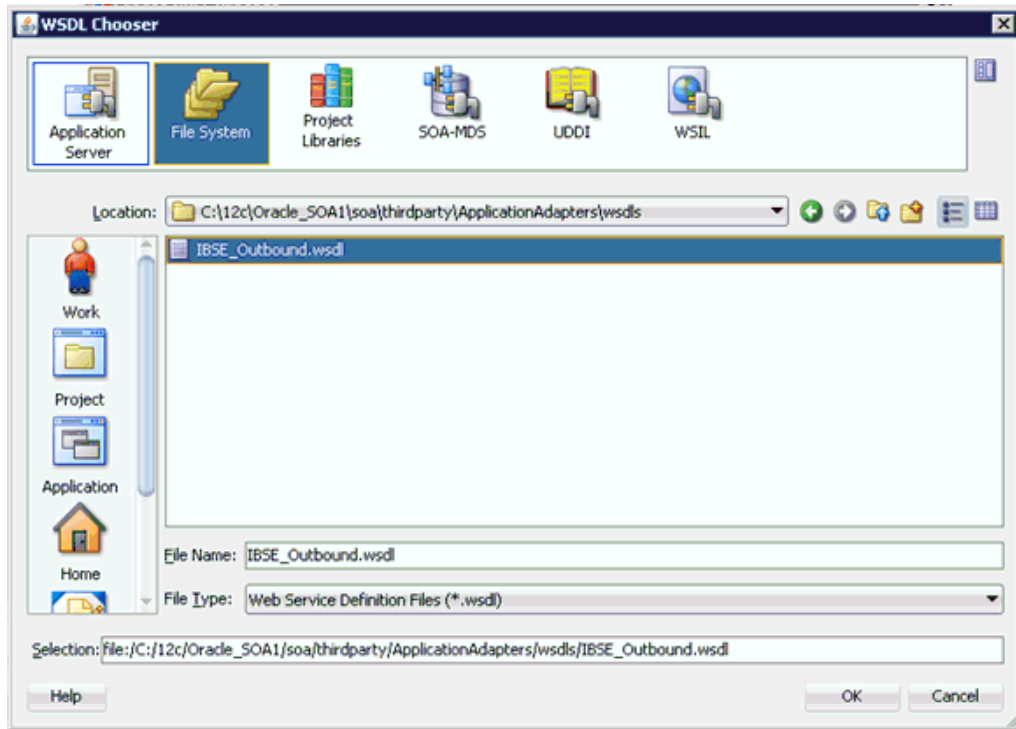 WSDL Chooser
Application Server
File System
Project Libraries
SOA-MDS
UDDI
WSIL
Location: C:\12c\Oracle_SOA1\soa\thirdparty\ApplicationAdapters\wsdls
IBSE_Outbound.wsdl
Work
Project
Application
Home
File Name: IBSE_Outbound.wsdl
File Type: Web Service Definition Files (*.wsdl)
Selection: file:/C:/12c/Oracle_SOA1/soa/thirdparty/ApplicationAdapters/wsdls/IBSE_Outbound.wsdl
Help OK Cancel